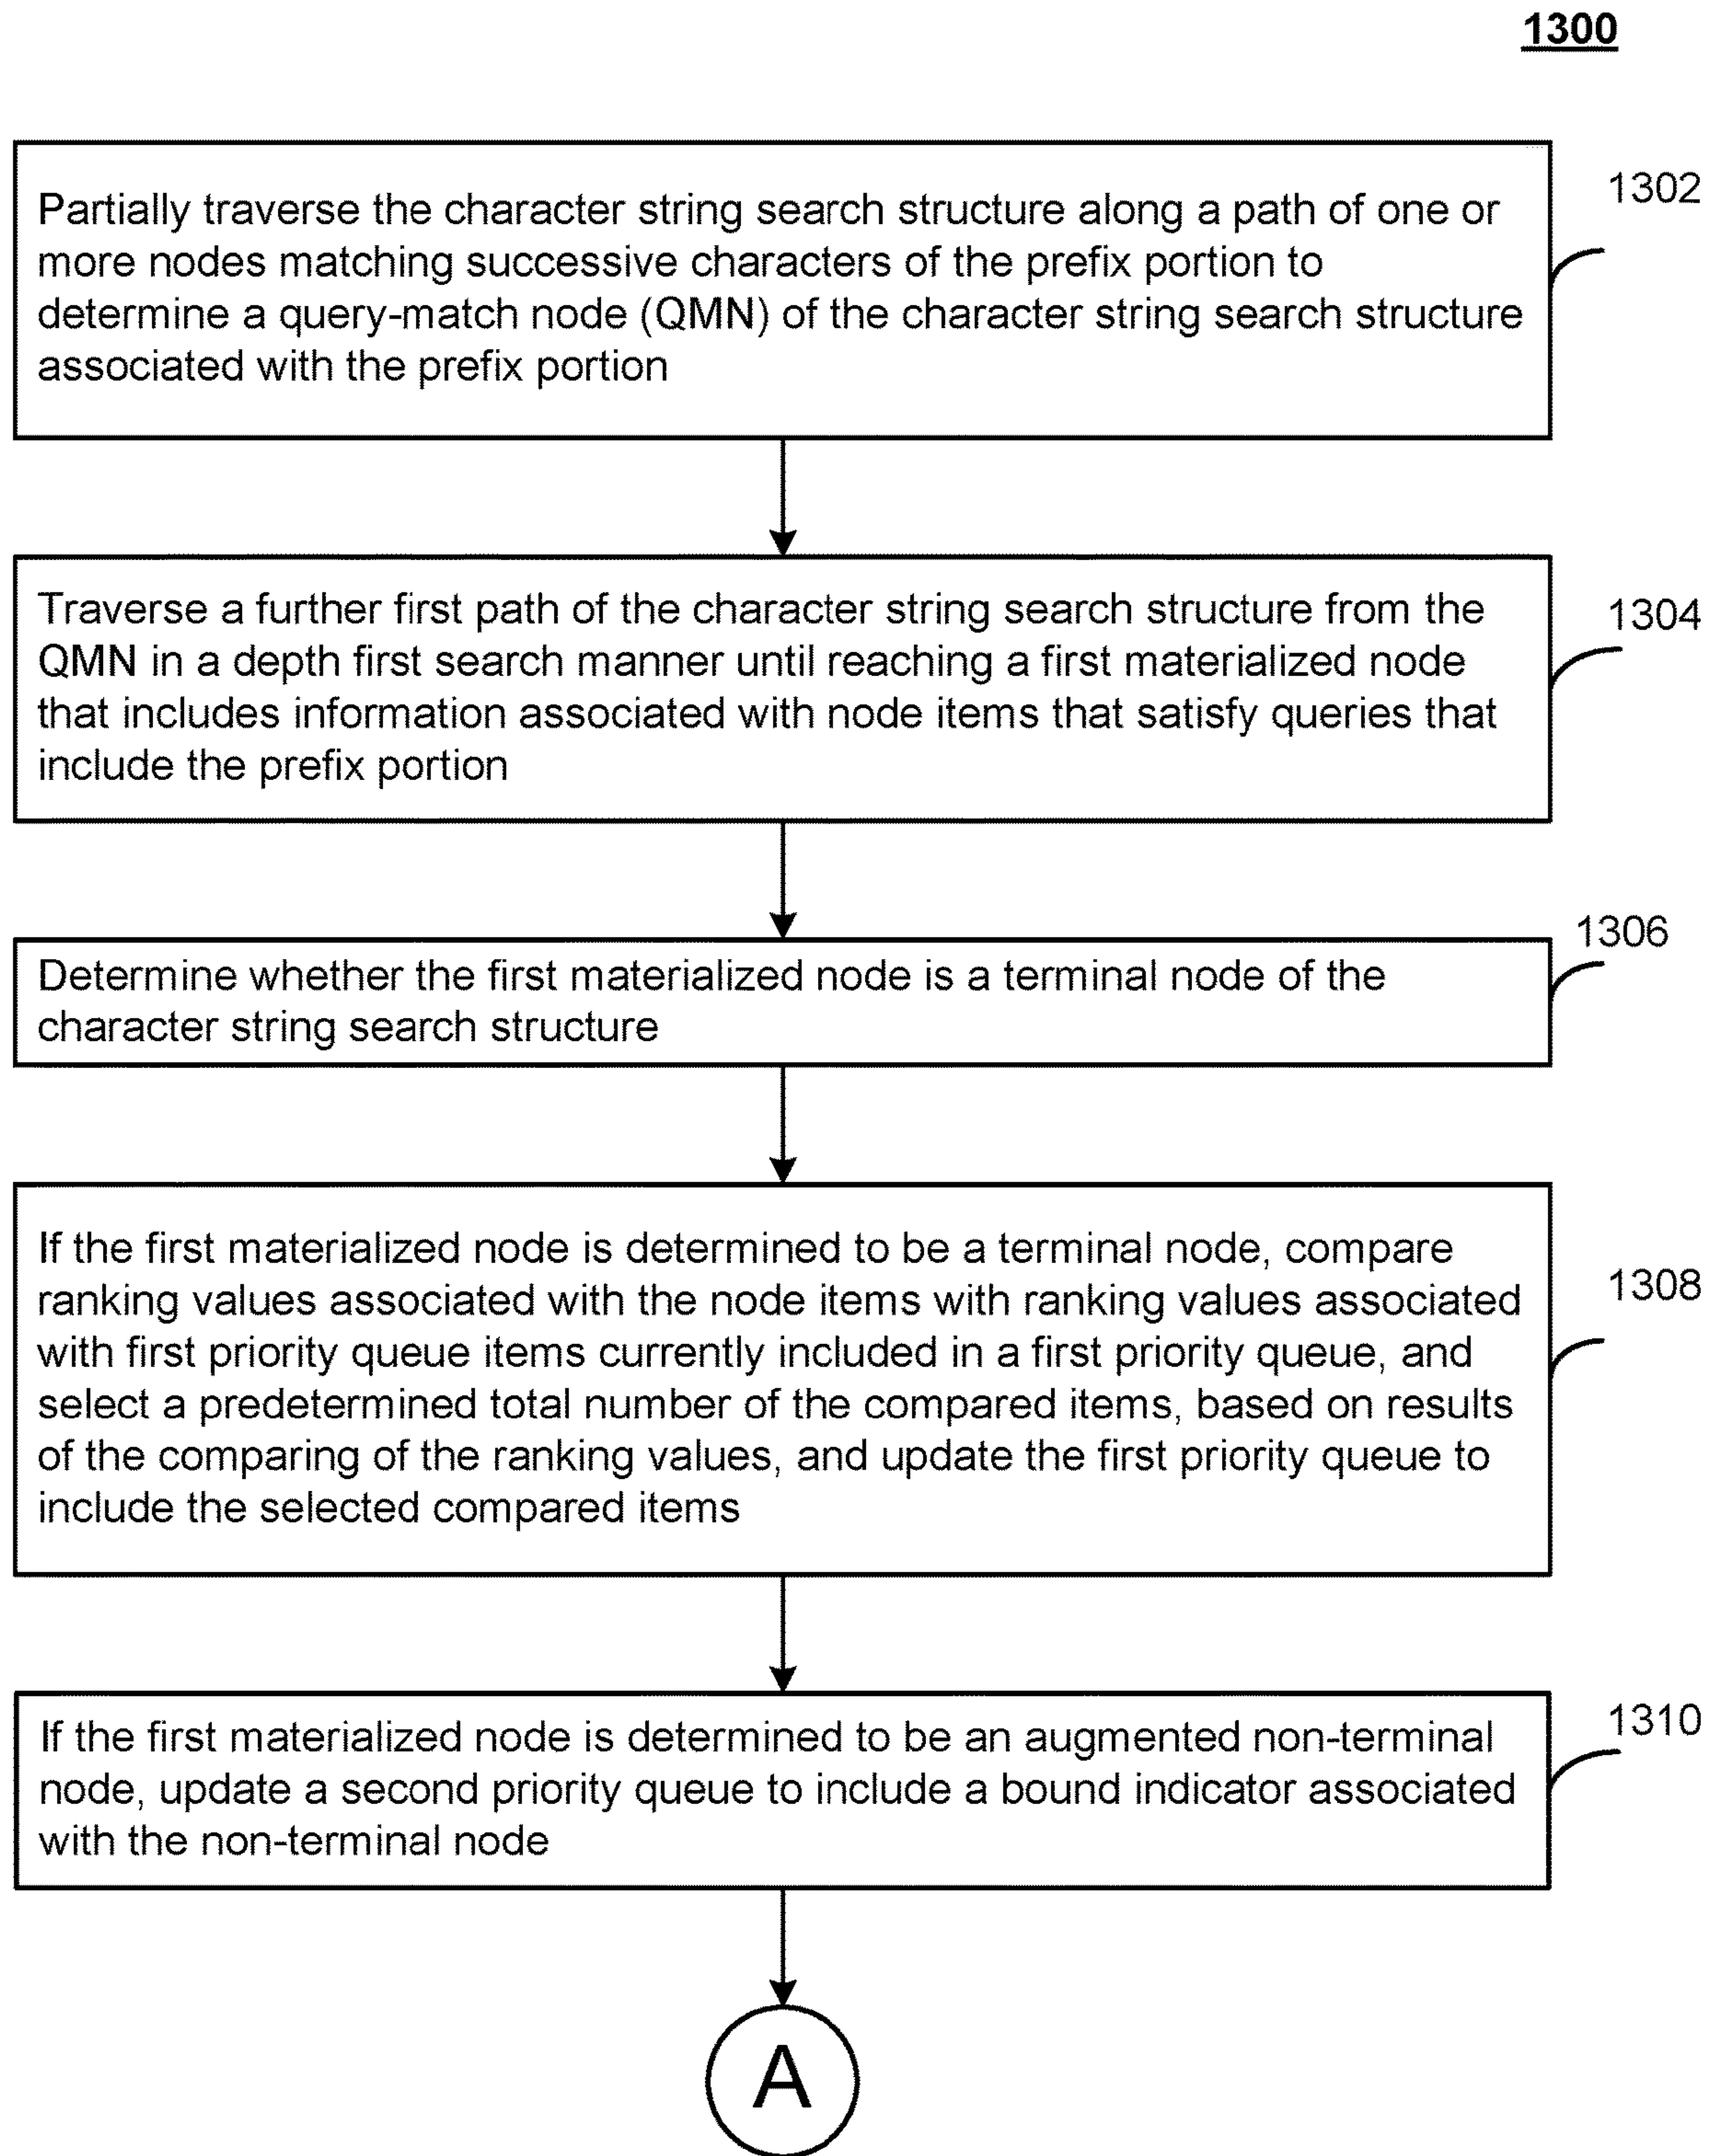 1300
Partially traverse the character string search structure along a path of one or
more nodes matching successive characters of the prefix portion to
determine a query-match node (QMN) of the character string search structure
associated with the prefix portion
1302
Traverse a further first path of the character string search structure from the
QMN in a depth first search manner until reaching a first materialized node
that includes information associated with node items that satisfy queries that
include the prefix portion
1304
Determine whether the first materialized node is a terminal node of the
character string search structure
1306
If the first materialized node is determined to be a terminal node, compare
ranking values associated with the node items with ranking values associated
with first priority queue items currently included in a first priority queue, and
select a predetermined total number of the compared items, based on results
of the comparing of the ranking values, and update the first priority queue to
include the selected compared items
1308
If the first materialized node is determined to be an augmented non-terminal
node, update a second priority queue to include a bound indicator associated
with the non-terminal node
1310
A